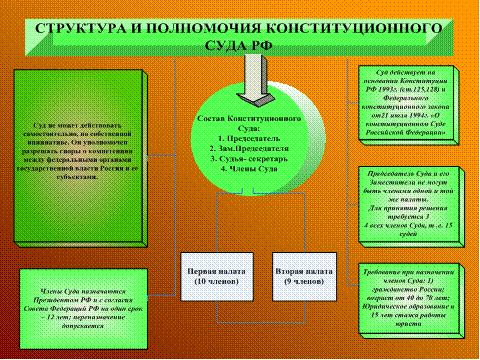 СТРУКТУРА И ПОЛНОМОЧИЯ КОНСТИТУЦИОННОГО
СУДА РФ
Суд не может действовать
самостоятельно, по собственной
инициативе. Он уполномочен
разрешать споры о компетенции
между федеральными органами
государственной власти России и ее
субъектами.
Члены Суда назначаются
Президентом РФ и с согласия
Совета Федераций РФ на один срок
– 12 лет; переназначение
допускается
Состав Конституционного
Суда:
1. Председатель
2. Зам.Председателя
3. Судья- секретарь
4. Члены Суда
Первая палата
(10 членов)
Вторая палата
(9 членов)
Суд действует на
основании Конституции
РФ 1993г. (ст.125,128) и
Федерального
конституционного закона
от21 июля 1994г. «О
конституционном Суде
Российской Федерации»
Председатель Суда и его
Заместитель не могут
быть членами одной и той
же палаты.
Для принятия решения
требуется 3
4 всех членов Суда, т .е. 15
судей
Требование при назначении
членом Суда: 1)
гражданство России;
возраст от 40 до 70 лет;
Юридическое образование и
15 лет стажа работы
юриста